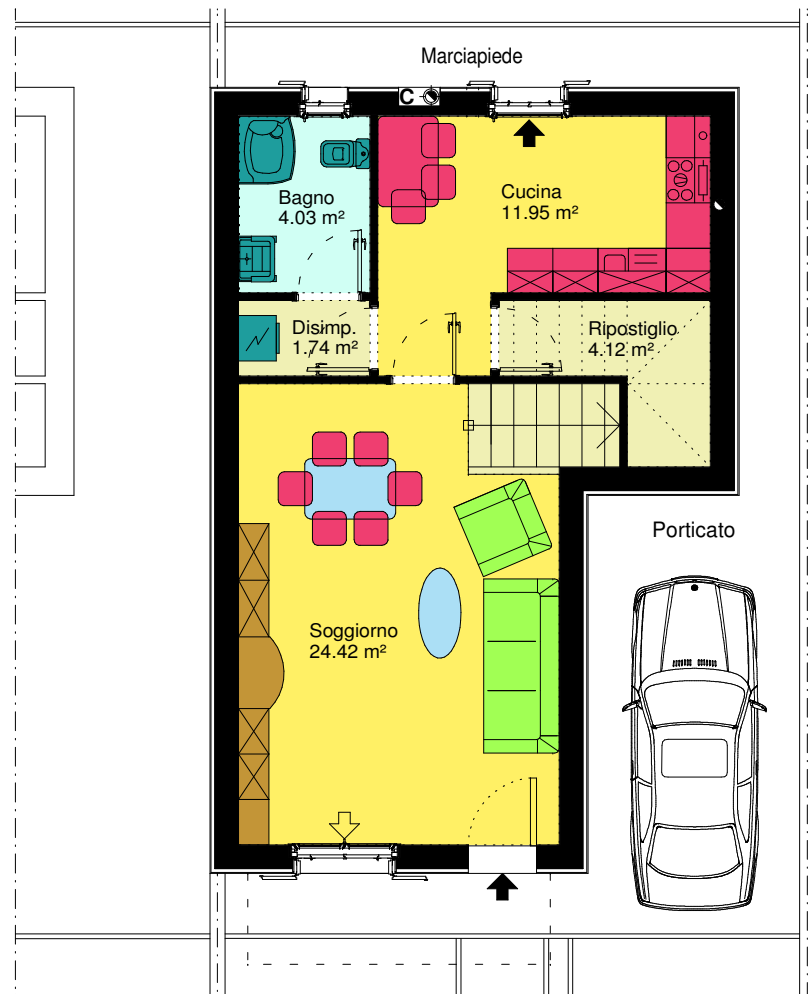 Marciapiede
C
Bagno
4.03 m²
Cucina
11.95 m²
Disimp.
1.74 m²
Ripostiglio
4.12 m²
Porticato
Soggiorno
24.42 m²